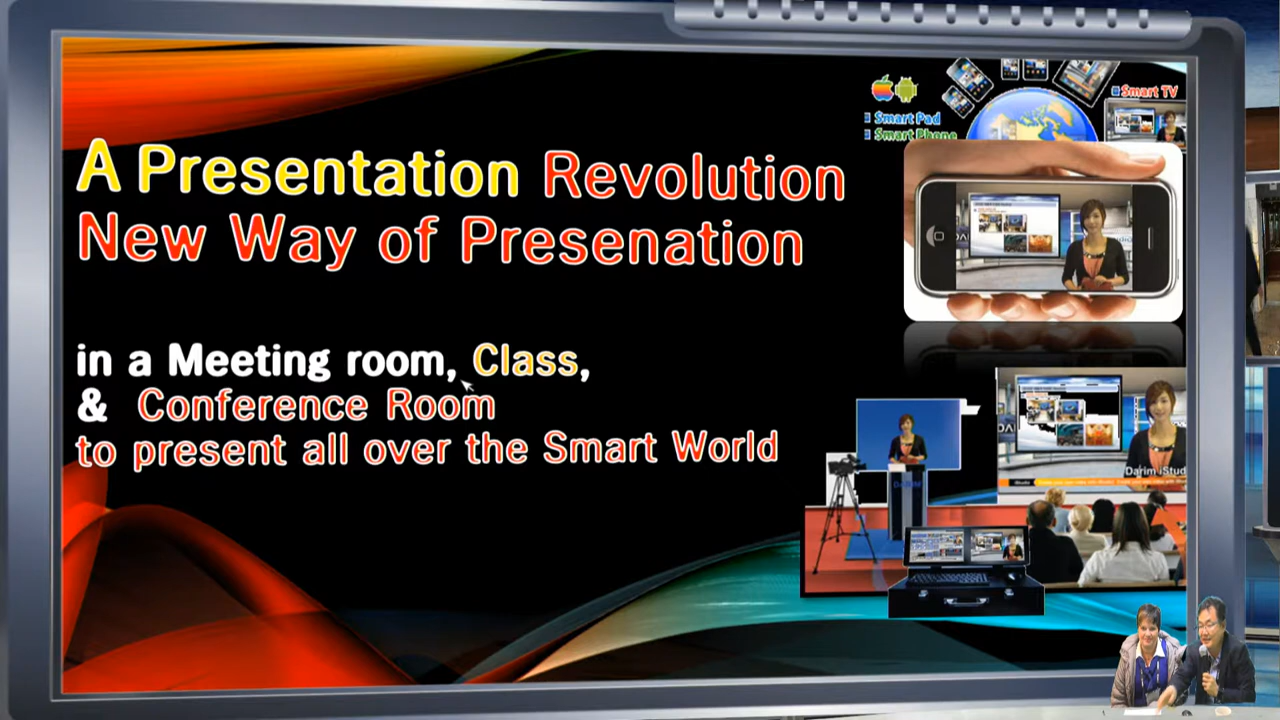 A Presentation Revolution
New Way of Presenation
in a Meeting room, Class,
& Conference Room
to present all over the Smart World
Smart TV
Smart Pad
Smart Phone
Darim iStud
DARIM